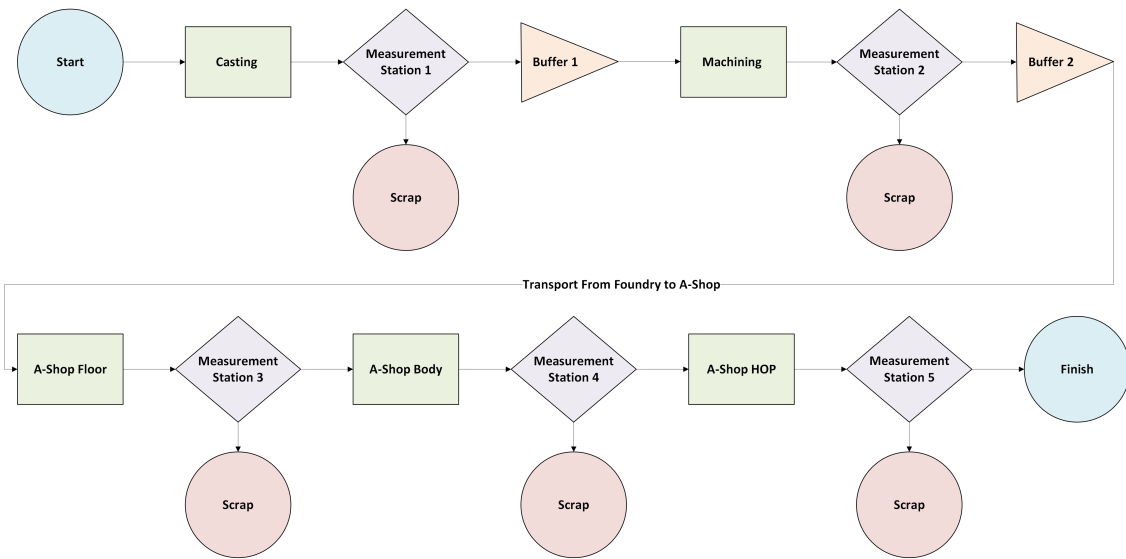 Start
Casting
Measurement
Station 1
Buffer 1
Machining
Measurement
Station 2
Buffer 2
Scrap
Scrap
Transport From Foundry to A-Shop
A-Shop Floor
Measurement
Station 3
A-Shop Body
Measurement
Station 4
A-Shop HOP
Measurement
Station 5
Finish
Scrap
Scrap
Scrap